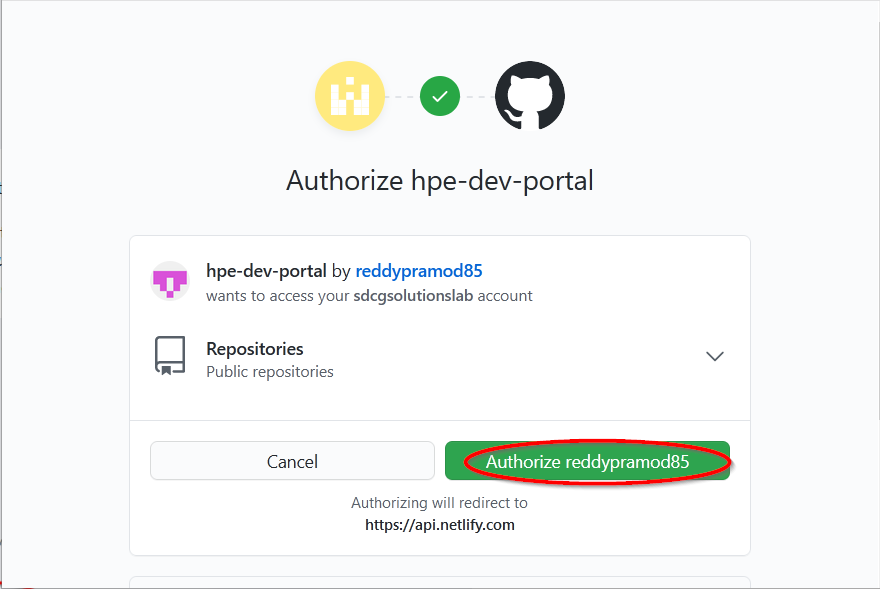 Authorize hpe-dev-portal
hpe-dev-portal by reddypramod85
wants to access your sdcgsolutionslab account
Repositories
Public repositories
Cancel
Authorize reddypramod85
Authorizing will redirect to
https://api.netlify.com